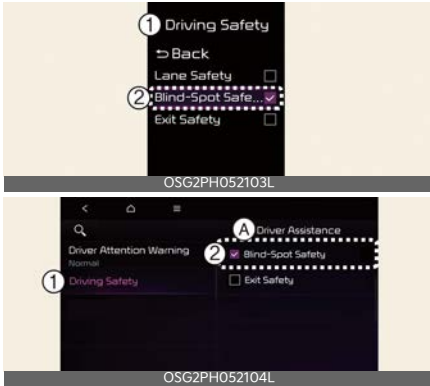 ① Driving Safety
⮌ Back
Lane Safety
② Blind-Spot Safe...
Exit Safety
OSG2PH052103L
Ⓐ Driver Assistance
Driver Attention Warning
Normal
② Blind-Spot Safety
① Driving Safety
Exit Safety
OSG2PH052104L